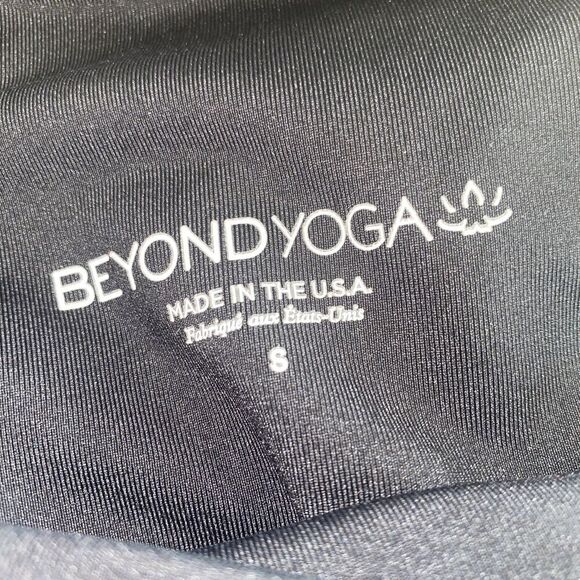 BEYOND YOGA
MADE IN THE U.S.A.
Fabriqué aux États-Unis
S